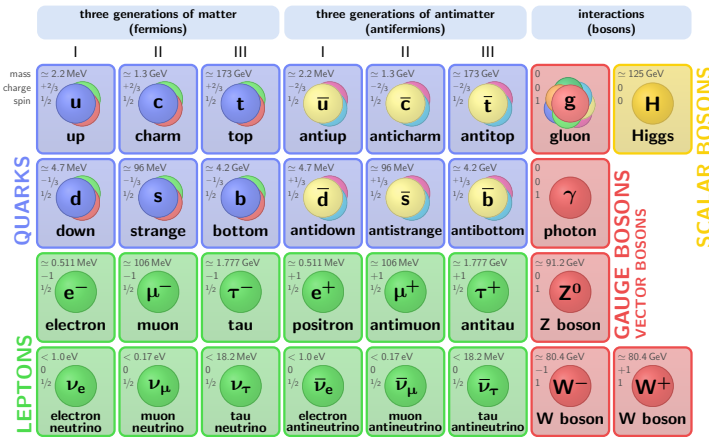 three generations of matter
(fermions)
three generations of antimatter
(antifermions)
interactions
(bosons)
I II III I II III
mass
charge
spin
≃ 2.2 MeV
+2/3
1/2
u
up
≃ 1.3 GeV
+2/3
1/2
c
charm
≃ 173 GeV
+2/3
1/2
t
top
≃ 2.2 MeV
−2/3
1/2
u̅
antiup
≃ 1.3 GeV
−2/3
1/2
c̅
anticharm
≃ 173 GeV
−2/3
1/2
t̅
antitop
0
0
1
g
gluon
≃ 125 GeV
0
0
H
Higgs
≃ 4.7 MeV
−1/3
1/2
d
down
≃ 96 MeV
−1/3
1/2
s
strange
≃ 4.2 GeV
−1/3
1/2
b
bottom
≃ 4.7 MeV
+1/3
1/2
d̅
antidown
≃ 96 MeV
+1/3
1/2
s̅
antistrange
≃ 4.2 GeV
+1/3
1/2
b̅
antibottom
0
0
1
γ
photon
≃ 0.511 MeV
−1
1/2
e−
electron
≃ 106 MeV
−1
1/2
μ−
muon
≃ 1.777 GeV
−1
1/2
τ−
tau
≃ 0.511 MeV
+1
1/2
e+
positron
≃ 106 MeV
+1
1/2
μ+
antimuon
≃ 1.777 GeV
+1
1/2
τ+
antitau
≃ 91.2 GeV
0
1
Z0
Z boson
< 1.0 eV
0
1/2
νe
electron
neutrino
< 0.17 MeV
0
1/2
νμ
muon
neutrino
< 18.2 MeV
0
1/2
ντ
tau
neutrino
< 1.0 eV
0
1/2
ν̅e
electron
antineutrino
< 0.17 MeV
0
1/2
ν̅μ
muon
antineutrino
< 18.2 MeV
0
1/2
ν̅τ
tau
antineutrino
≃ 80.4 GeV
−1
1
W−
W boson
≃ 80.4 GeV
+1
1
W+
W boson
QUARKS
LEPTONS
GAUGE BOSONS
VECTOR BOSONS
SCALAR BOSONS